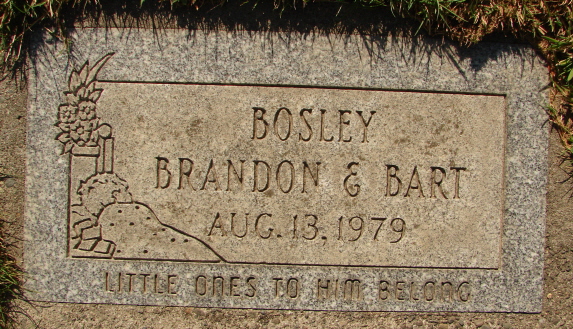 BOSLEY
BRANDON & BART
AUG. 13, 1979
LITTLE ONES TO HIM BELONG